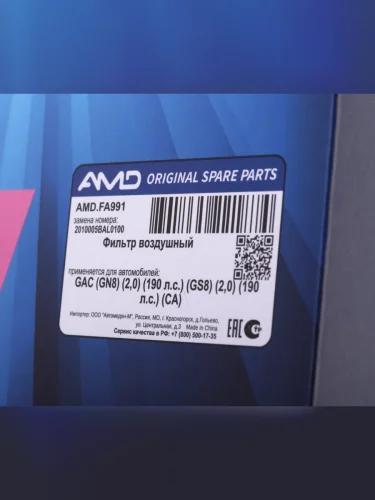 AMD ORIGINAL SPARE PARTS
AMD.FA991
замена номера:
2010005BAL0100
Фильтр воздушный
применяется для автомобилей:
GAC (GN8) (2,0) (190 л.с.) (GS8) (2,0) (190
л.с.) (CA)
Импортер: ООО "Автомеден-М", Россия, МО, г. Красногорск, д.Гольево,
ул. Центральная, д.3 Made in China
Сервис качества в РФ: +7 (800) 500-17-35
EAC